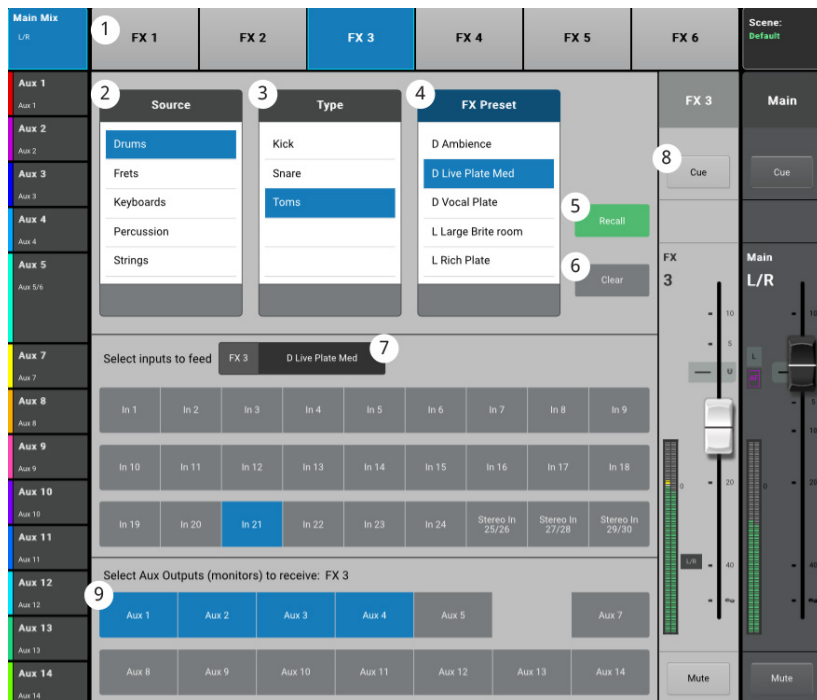 Main Mix
L/R
1
FX 1
FX 2
FX 3
FX 4
FX 5
FX 6
Scene:
Default
Aux 1
Aux 1
Aux 2
Aux 2
Aux 3
Aux 3
Aux 4
Aux 4
Aux 5
Aux 5/6
Aux 7
Aux 7
Aux 8
Aux 8
Aux 9
Aux 9
Aux 10
Aux 10
Aux 11
Aux 11
Aux 12
Aux 12
Aux 13
Aux 13
Aux 14
Aux 14
2
Source
Drums
Frets
Keyboards
Percussion
Strings
3
Type
Kick
Snare
Toms
4
FX Preset
D Ambience
D Live Plate Med
D Vocal Plate
L Large Brite room
L Rich Plate
5
Recall
6
Clear
Select inputs to feed
FX 3
D Live Plate Med
7
In 1
In 2
In 3
In 4
In 5
In 6
In 7
In 8
In 9
In 10
In 11
In 12
In 13
In 14
In 15
In 16
In 17
In 18
In 19
In 20
In 21
In 22
In 23
In 24
Stereo In
25/26
Stereo In
27/28
Stereo In
29/30
Select Aux Outputs (monitors) to receive: FX 3
9
Aux 1
Aux 2
Aux 3
Aux 4
Aux 5
Aux 7
Aux 8
Aux 9
Aux 10
Aux 11
Aux 12
Aux 13
Aux 14
FX 3
8
Cue
FX
3
10
5
U
0
20
L/R
40
∞
Mute
Main
Cue
Main
L/R
10
L
5
10
0
20
40
∞
Mute